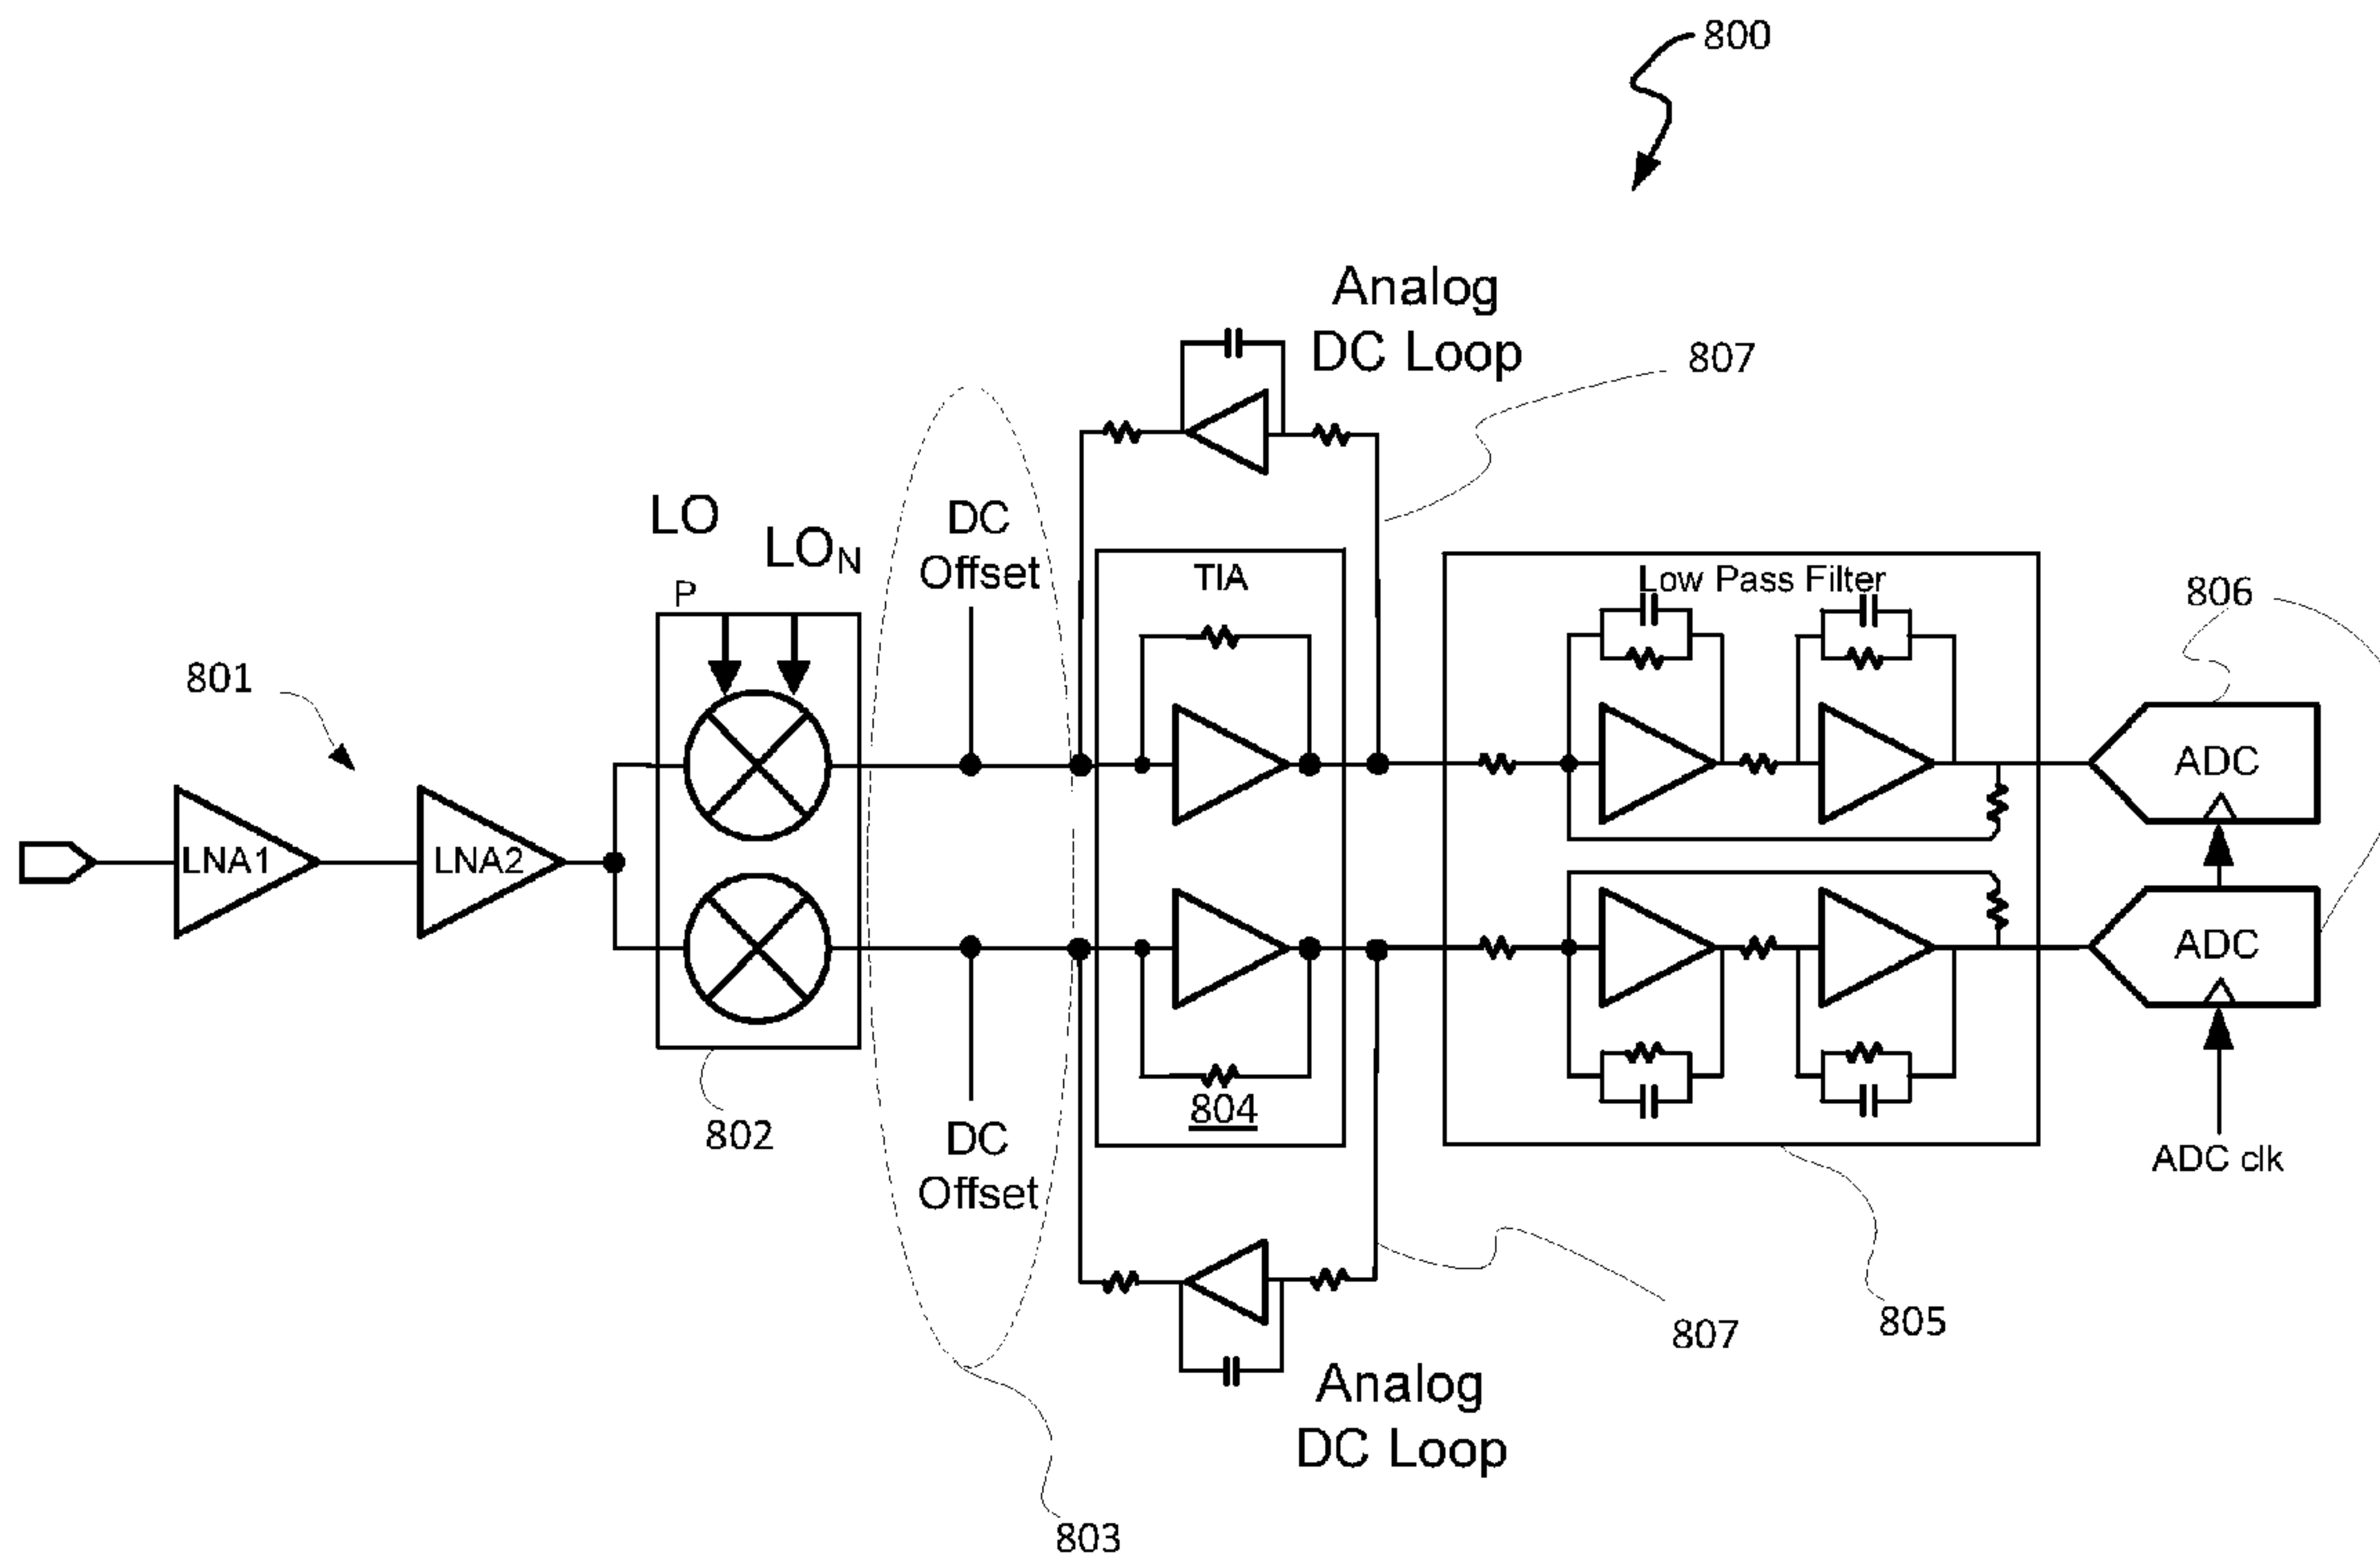 800
Analog
DC Loop
807
LO
LON
P
DC
Offset
TIA
Low Pass Filter
806
801
ADC
LNA1
LNA2
ADC
804
802
DC
Offset
ADC clk
807
805
Analog
DC Loop
803